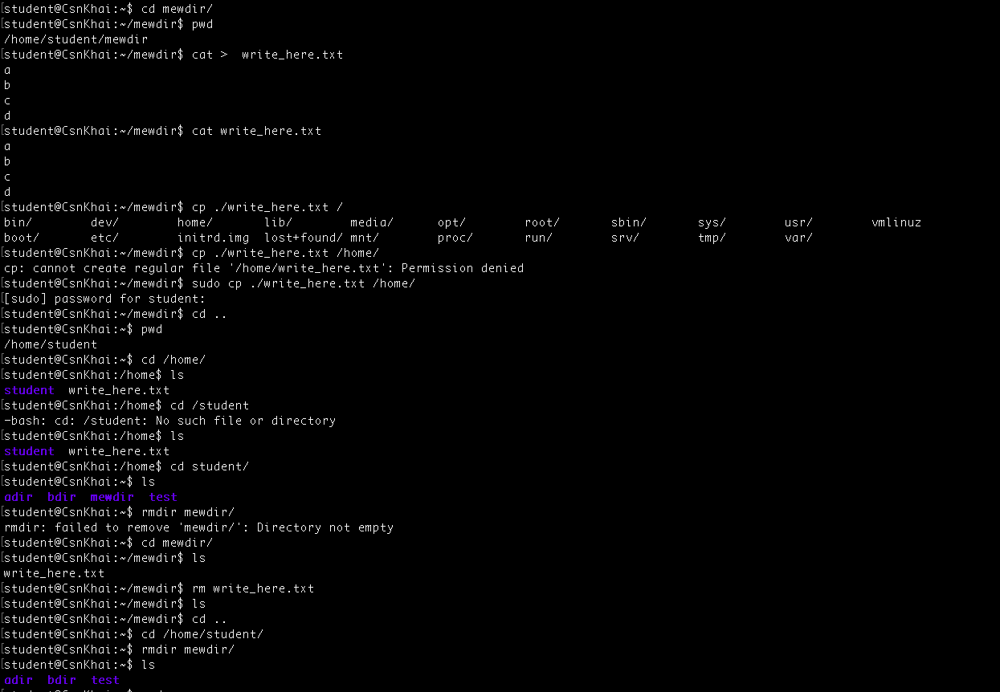 [student@CsnKhai:~$ cd mewdir/
[student@CsnKhai:~/mewdir$ pwd
/home/student/mewdir
[student@CsnKhai:~/mewdir$ cat >  write_here.txt
a
b
c
d
[student@CsnKhai:~/mewdir$ cat write_here.txt
a
b
c
d
[student@CsnKhai:~/mewdir$ cp ./write_here.txt /
bin/        dev/        home/       lib/        media/      opt/        root/       sbin/       sys/        usr/        vmlinuz
boot/       etc/        initrd.img  lost+found/ mnt/        proc/       run/        srv/        tmp/        var/
[student@CsnKhai:~/mewdir$ cp ./write_here.txt /home/
cp: cannot create regular file '/home/write_here.txt': Permission denied
[student@CsnKhai:~/mewdir$ sudo cp ./write_here.txt /home/
[[sudo] password for student:
[student@CsnKhai:~/mewdir$ cd ..
[student@CsnKhai:~$ pwd
/home/student
[student@CsnKhai:~$ cd /home/
[student@CsnKhai:/home$ ls
student  write_here.txt
[student@CsnKhai:/home$ cd /student
-bash: cd: /student: No such file or directory
[student@CsnKhai:/home$ ls
student  write_here.txt
[student@CsnKhai:/home$ cd student/
[student@CsnKhai:~$ ls
adir  bdir  mewdir  test
[student@CsnKhai:~$ rmdir mewdir/
rmdir: failed to remove 'mewdir/': Directory not empty
[student@CsnKhai:~$ cd mewdir/
[student@CsnKhai:~/mewdir$ ls
write_here.txt
[student@CsnKhai:~/mewdir$ rm write_here.txt
[student@CsnKhai:~/mewdir$ ls
[student@CsnKhai:~/mewdir$ cd ..
[student@CsnKhai:~$ cd /home/student/
[student@CsnKhai:~$ rmdir mewdir/
[student@CsnKhai:~$ ls
adir  bdir  test